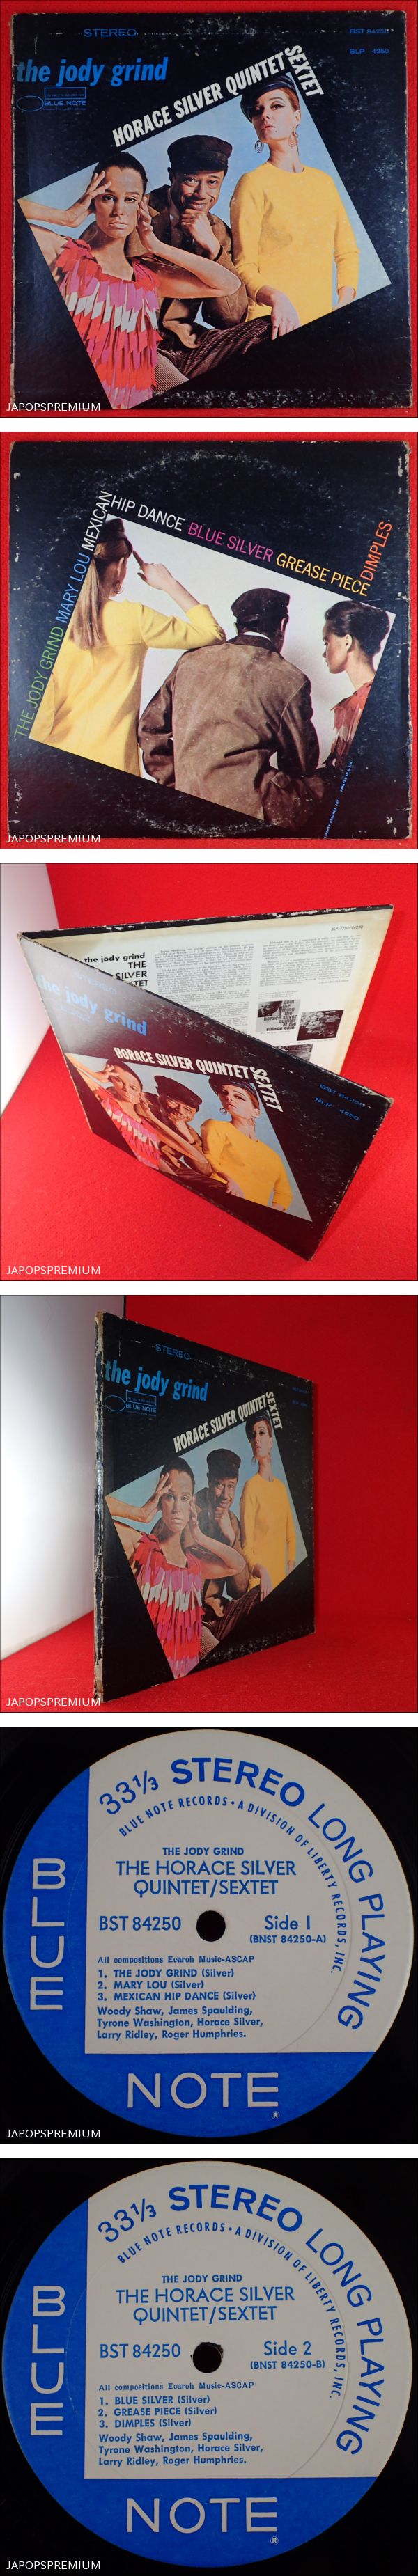 STEREO
BST 84250
BLP 4250
the jody grind
BLUE NOTE
HORACE SILVER QUINTET SEXTET
JAPOPSPREMIUM
THE JODY GRIND MARY LOU MEXICAN HIP DANCE BLUE SILVER GREASE PIECE DIMPLES
JAPOPSPREMIUM
the jody grind
THE
SILVER
the jody grind
HORACE SILVER QUINTET SEXTET
BST 84250
BLP 4250
JAPOPSPREMIUM
STEREO
the jody grind
BLUE NOTE
HORACE SILVER QUINTET SEXTET
JAPOPSPREMIUM
33 1/3 STEREO LONG PLAYING
BLUE NOTE RECORDS • A DIVISION OF LIBERTY RECORDS, INC.
THE JODY GRIND
THE HORACE SILVER
QUINTET/SEXTET
BST 84250 Side 1
(BNST 84250-A)
All compositions Ecaroh Music-ASCAP
1. THE JODY GRIND (Silver)
2. MARY LOU (Silver)
3. MEXICAN HIP DANCE (Silver)
Woody Shaw, James Spaulding,
Tyrone Washington, Horace Silver,
Larry Ridley, Roger Humphries.
BLUE
NOTE
®
JAPOPSPREMIUM
33 1/3 STEREO LONG PLAYING
BLUE NOTE RECORDS • A DIVISION OF LIBERTY RECORDS, INC.
THE JODY GRIND
THE HORACE SILVER
QUINTET/SEXTET
BST 84250 Side 2
(BNST 84250-B)
All compositions Ecaroh Music-ASCAP
1. BLUE SILVER (Silver)
2. GREASE PIECE (Silver)
3. DIMPLES (Silver)
Woody Shaw, James Spaulding,
Tyrone Washington, Horace Silver,
Larry Ridley, Roger Humphries.
BLUE
NOTE
®
JAPOPSPREMIUM